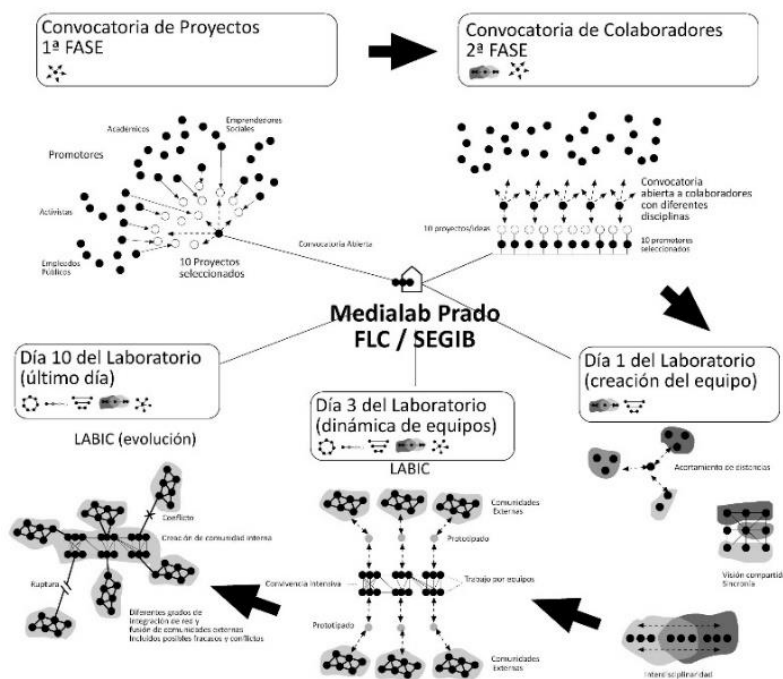 Convocatoria de Proyectos
1ª FASE
Convocatoria de Colaboradores
2ª FASE
Académicos
Emprendedores
Sociales
Promotores
Activistas
Empleados
Públicos
10 Proyectos
seleccionados
Convocatoria Abierta
Convocatoria
abierta a colaboradores
con diferentes
disciplinas
10 proyectos/ideas
10 promotores
seleccionados
Medialab Prado
FLC / SEGIB
Día 10 del Laboratorio
(último día)
Día 3 del Laboratorio
(dinámica de equipos)
Día 1 del Laboratorio
(creación del equipo)
LABIC (evolución)
LABIC
Acortamiento de distancias
Conflicto
Creación de comunidad interna
Ruptura
Diferentes grados de
integración de red y
fusión de comunidades externas
Incluidos posibles fracasos y conflictos
Comunidades
Externas
Prototipado
Convivencia Intensiva
Trabajo por equipos
Prototipado
Comunidades
Externas
Visión compartid
Sincronía
Interdisciplinaridad